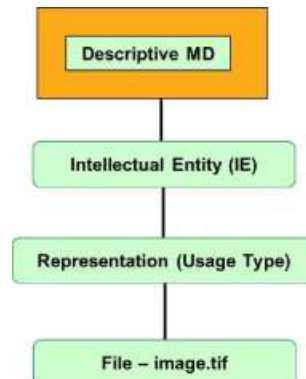 Descriptive MD
Intellectual Entity (IE)
Representation (Usage Type)
File – image.tif